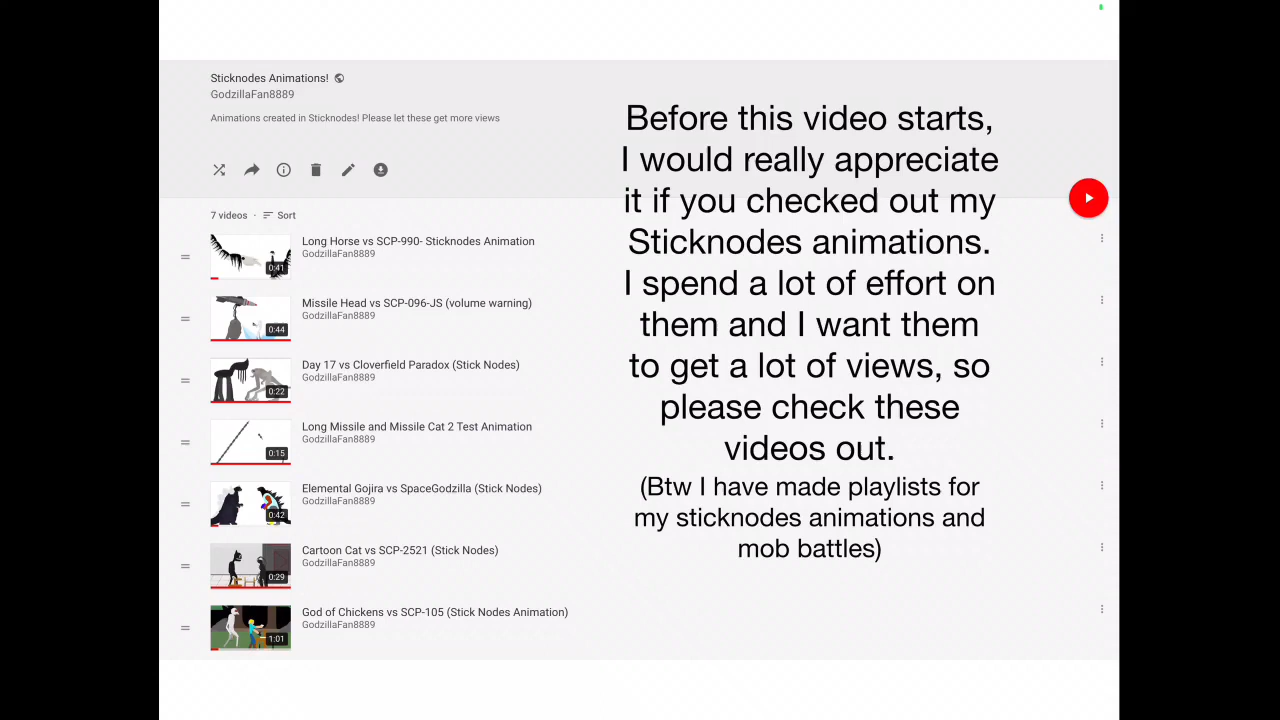 Sticknodes Animations!
GodzillaFan8889
Animations created in Sticknodes! Please let these get more views
7 videos · Sort
Long Horse vs SCP-990- Sticknodes Animation
GodzillaFan8889
0:41
Missile Head vs SCP-096-JS (volume warning)
GodzillaFan8889
0:44
Day 17 vs Cloverfield Paradox (Stick Nodes)
GodzillaFan8889
0:22
Long Missile and Missile Cat 2 Test Animation
GodzillaFan8889
0:15
Elemental Gojira vs SpaceGodzilla (Stick Nodes)
GodzillaFan8889
0:42
Cartoon Cat vs SCP-2521 (Stick Nodes)
GodzillaFan8889
0:29
God of Chickens vs SCP-105 (Stick Nodes Animation)
GodzillaFan8889
1:01
Before this video starts,
I would really appreciate
it if you checked out my
Sticknodes animations.
I spend a lot of effort on
them and I want them
to get a lot of views, so
please check these
videos out.
(Btw I have made playlists for
my sticknodes animations and
mob battles)